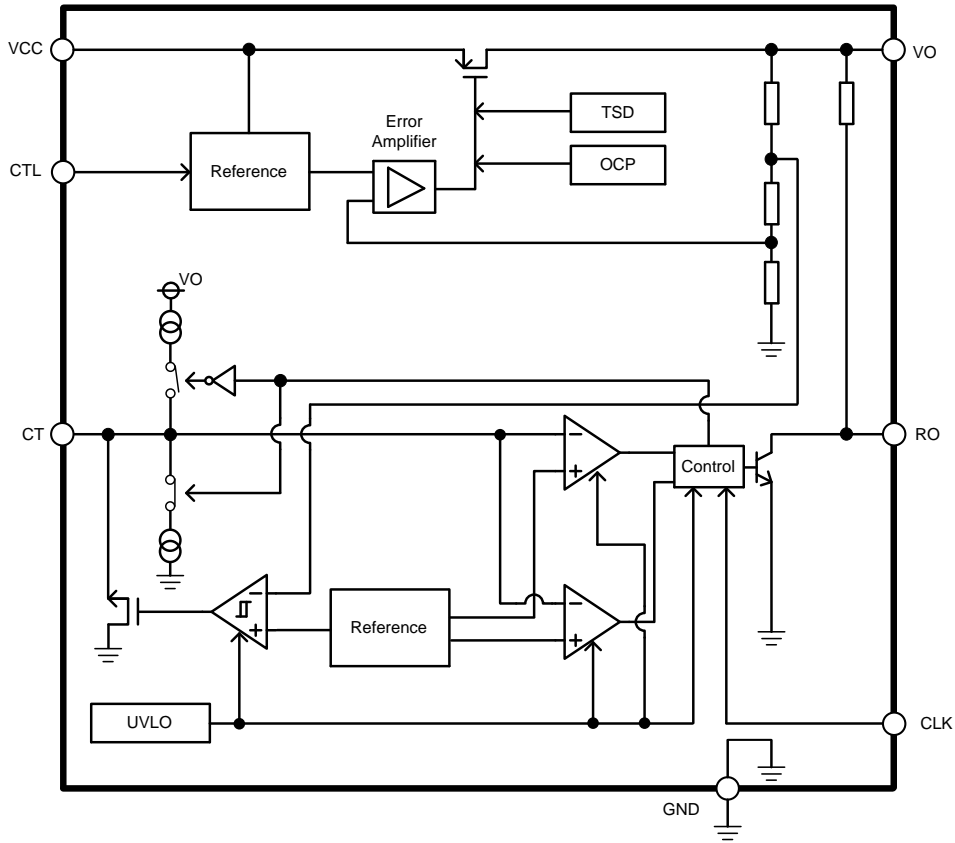 VCC
VO
TSD
Error
Amplifier
OCP
CTL
Reference
VO
CT
RO
Control
Reference
UVLO
CLK
GND